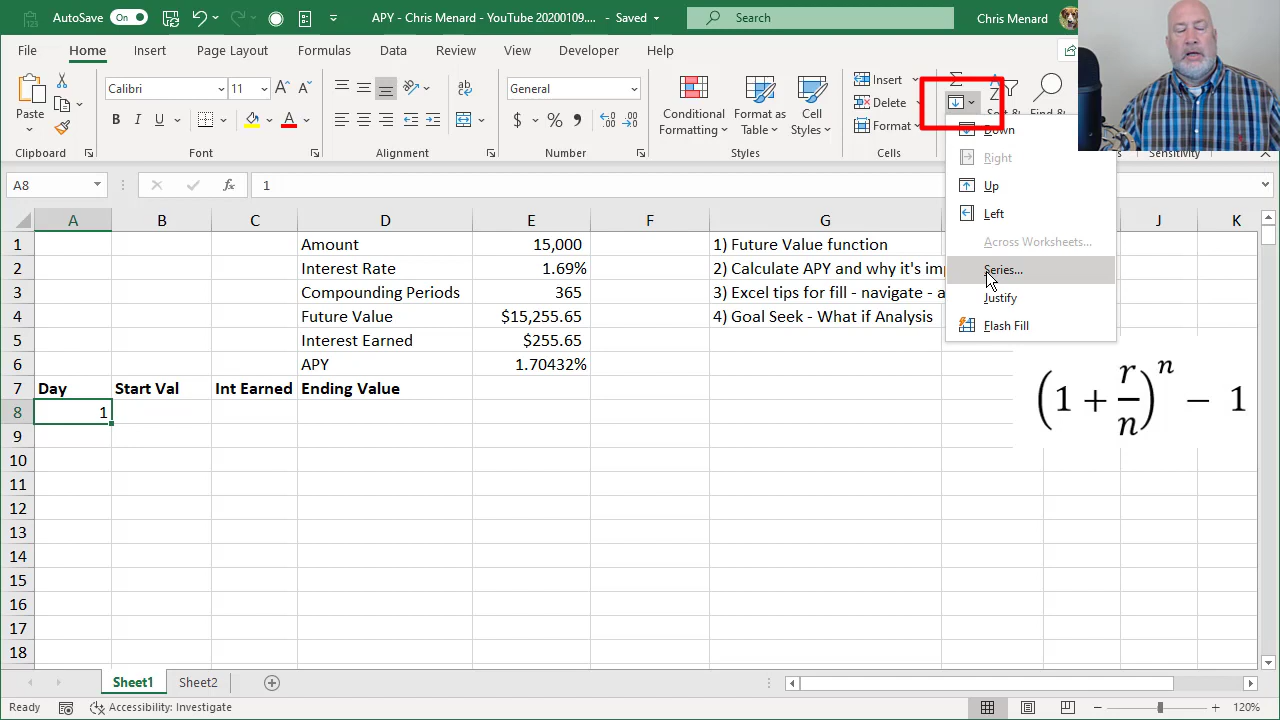 AutoSave On APY - Chris Menard - YouTube 20200109.... - Saved Search Chris Menard
File Home Insert Page Layout Formulas Data Review View Developer Help
Paste
Calibri 11 A A
B I U A
General
$ % 9
Conditional Formatting
Format as Table
Cell Styles
Insert
Delete
Format
Clipboard Font Alignment Number Styles Cells Sensitivity
Down
Right
Up
Left
Across Worksheets...
Series...
Justify
Flash Fill
A8 fx 1
A B C D E F G J K
1 Amount 15,000 1) Future Value function
2 Interest Rate 1.69% 2) Calculate APY and why it's
3 Compounding Periods 365 3) Excel tips for fill - navigate -
4 Future Value $15,255.65 4) Goal Seek - What if Analysis
5 Interest Earned $255.65
6 APY 1.70432%
7 Day Start Val Int Earned Ending Value
8 1
9
10
11
12
13
14
15
16
17
18
(1 + r/n)^n − 1
Sheet1 Sheet2
Ready Accessibility: Investigate 120%